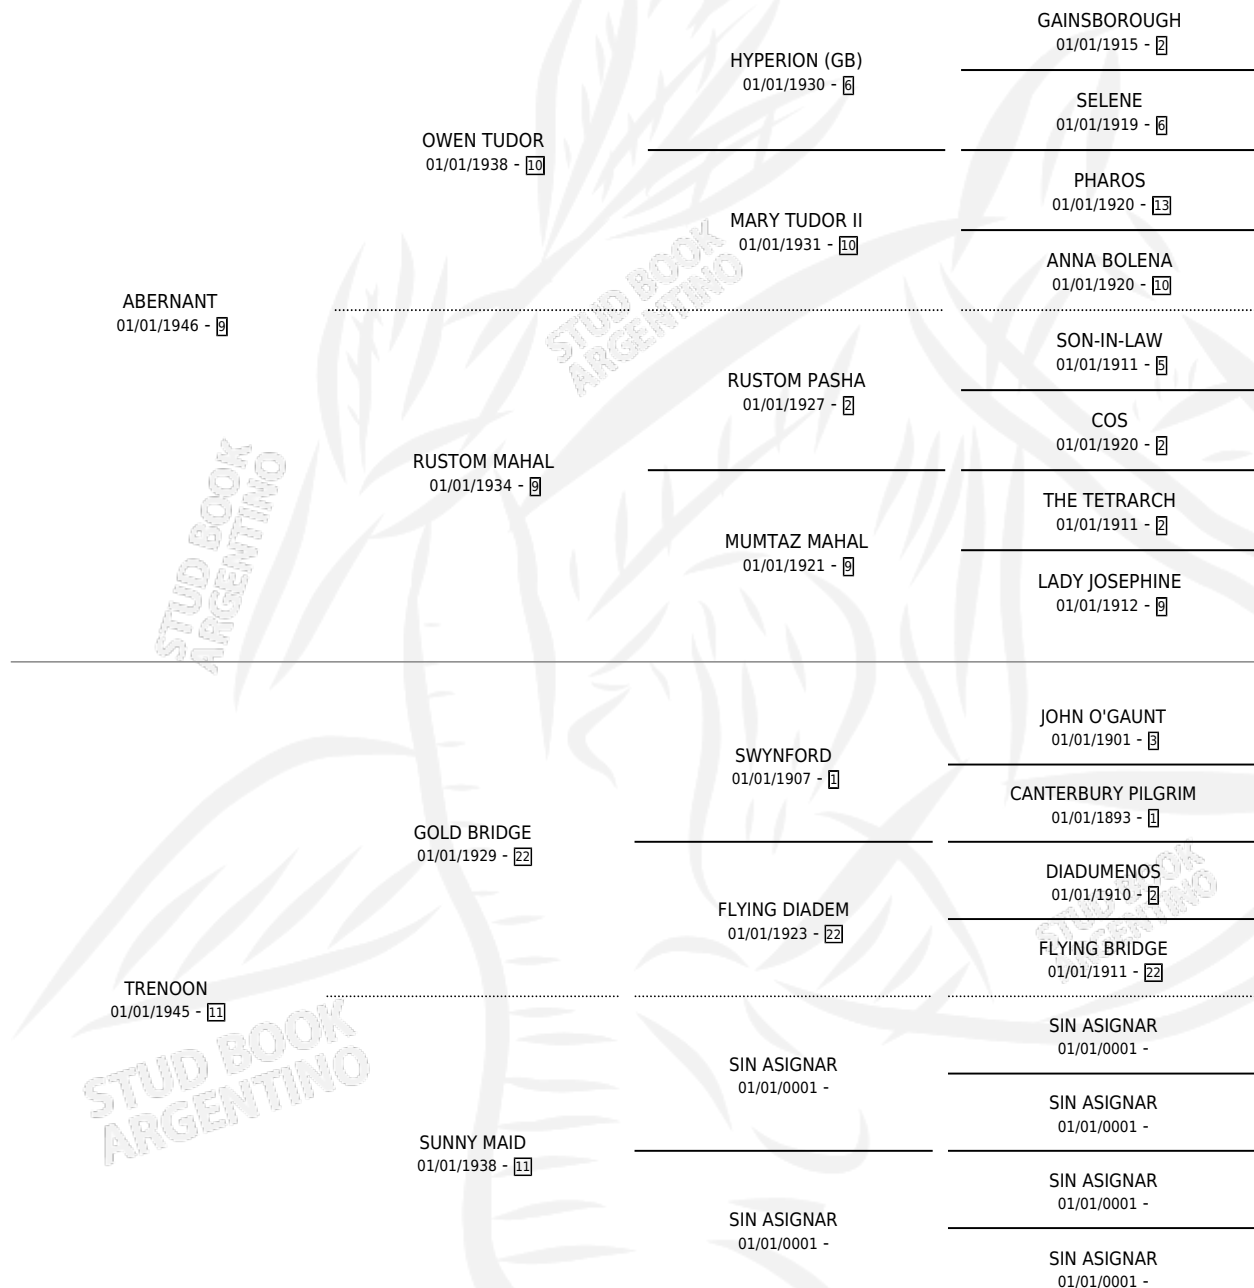 GAINSBOROUGH
01/01/1915 - 2
HYPERION (GB)
01/01/1930 - 6
SELENE
01/01/1919 - 6
OWEN TUDOR
01/01/1938 - 10
PHAROS
01/01/1920 - 13
MARY TUDOR II
01/01/1931 - 10
ANNA BOLENA
01/01/1920 - 10
ABERNANT
01/01/1946 - 9
STUD BOOK
ARGENTINO
SON-IN-LAW
01/01/1911 - 5
RUSTOM PASHA
01/01/1927 - 2
COS
01/01/1920 - 2
RUSTOM MAHAL
01/01/1934 - 9
THE TETRARCH
01/01/1911 - 2
MUMTAZ MAHAL
01/01/1921 - 9
LADY JOSEPHINE
01/01/1912 - 9
STUD BOOK
ARGENTINO
JOHN O'GAUNT
01/01/1901 - 3
SWYNFORD
01/01/1907 - 1
CANTERBURY PILGRIM
01/01/1893 - 1
GOLD BRIDGE
01/01/1929 - 22
DIADUMENOS
01/01/1910 - 2
STUD BOOK
ARGENTINO
FLYING DIADEM
01/01/1923 - 22
FLYING BRIDGE
01/01/1911 - 22
TRENOON
01/01/1945 - 11
STUD BOOK
ARGENTINO
SIN ASIGNAR
01/01/0001 -
SIN ASIGNAR
01/01/0001 -
SIN ASIGNAR
01/01/0001 -
SUNNY MAID
01/01/1938 - 11
SIN ASIGNAR
01/01/0001 -
SIN ASIGNAR
01/01/0001 -
SIN ASIGNAR
01/01/0001 -